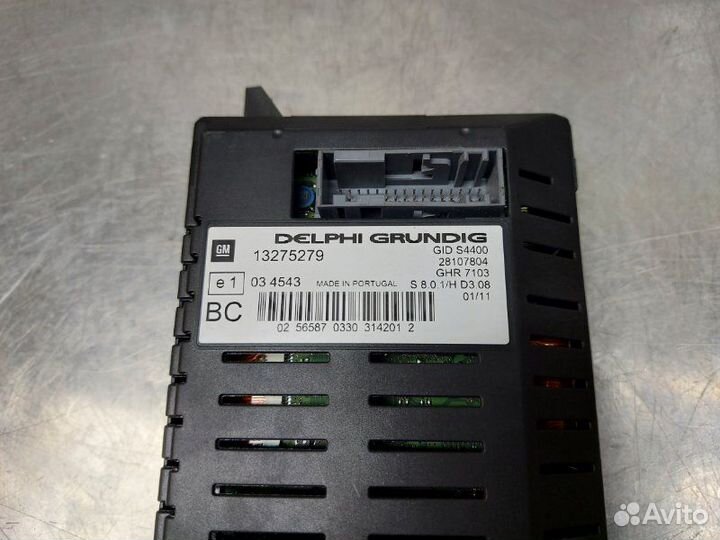 DELPHI GRUNDIG
GM
13275279
GID S4400
28107804
GHR 7103
e 1
03 4543
MADE IN PORTUGAL
S 8.0.1/H D3.08
01/11
BC
02 56587 0330 314201 2
Avito